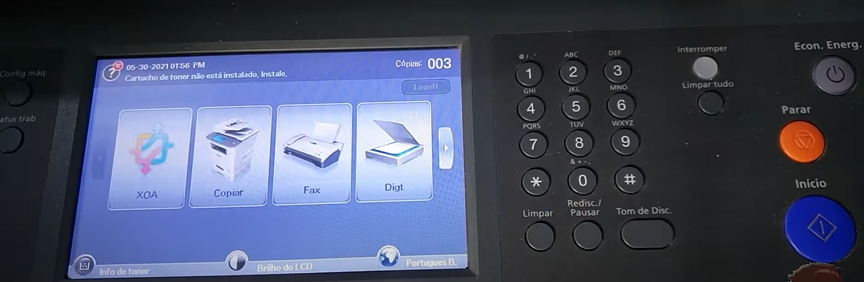 Config máq
atus trab
?
05-30-2021 01:56 PM
Cópias: 003
Cartucho de toner não está instalado. Instale.
Logoff
XOA
Copiar
Fax
Digt.
Info de toner
Brilho do LCD
Portugues B.
@ / . '
ABC
DEF
1
2
3
GHI
JKL
MNO
4
5
6
PQRS
TUV
WXYZ
7
8
9
& + - ,
*
0
#
Limpar
Redisc./
Pausar
Tom de Disc.
Interromper
Limpar tudo
Econ. Energ.
Parar
Início